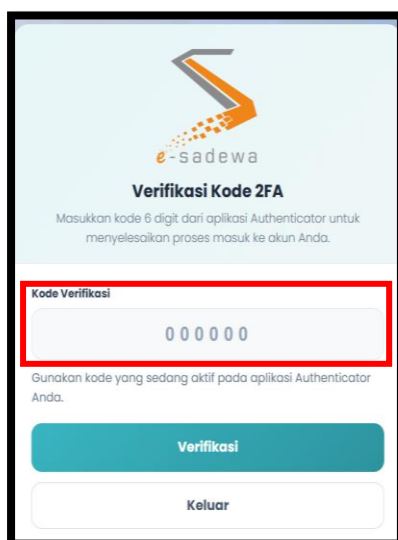 e-sadewa
Verifikasi Kode 2FA
Masukkan kode 6 digit dari aplikasi Authenticator untuk
menyelesaikan proses masuk ke akun Anda.
Kode Verifikasi
000000
Gunakan kode yang sedang aktif pada aplikasi Authenticator
Anda.
Verifikasi
Keluar